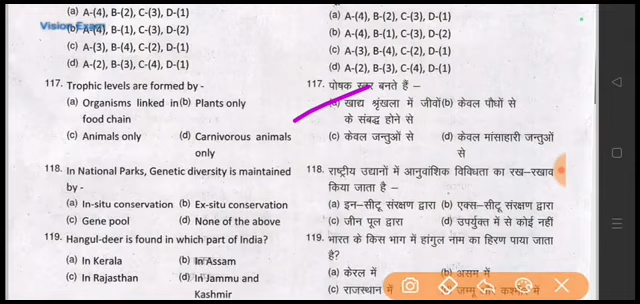 (a) A-(4), B-(2), C-(3), D-(1)
Vision Exam
(b) A-(4), B-(1), C-(3), D-(2)
(c) A-(3), B-(4), C-(2), D-(1)
(d) A-(2), B-(3), C-(4), D-(1)
117. Trophic levels are formed by -
(a) Organisms linked in food chain
(b) Plants only
(c) Animals only
(d) Carnivorous animals only
118. In National Parks, Genetic diversity is maintained
by -
(a) In-situ conservation (b) Ex-situ conservation
(c) Gene pool (d) None of the above
119. Hangul-deer is found in which part of India?
(a) In Kerala (b) In Assam
(c) In Rajasthan (d) In Jammu and
Kashmir
(a) A-(4), B-(2), C-(3), D-(1)
(b) A-(4), B-(1), C-(3), D-(2)
(c) A-(3), B-(4), C-(2), D-(1)
(d) A-(2), B-(3), C-(4), D-(1)
117. पोषक स्तर बनते हैं –
(a) खाद्य श्रृंखला में जीवों के संबद्ध होने से
(b) केवल पौघों से
(c) केवल जन्तुओं से
(d) केवल मांसाहारी जन्तुओं से
118. राष्ट्रीय उद्यानों में आनुवांशिक विविधता का रख-रखाव
किया जाता है –
(a) इन–सीटू संरक्षण द्वारा (b) एक्स–सीटू संरक्षण द्वारा
(c) जीन पूल द्वारा (d) उपर्युक्त में से कोई नहीं
119. भारत के किस भाग में हांगुल नाम का हिरण पाया जाता
है?
(a) केरल में (b) असम में
(c) राजस्थान में जम्मू कश्मीर में